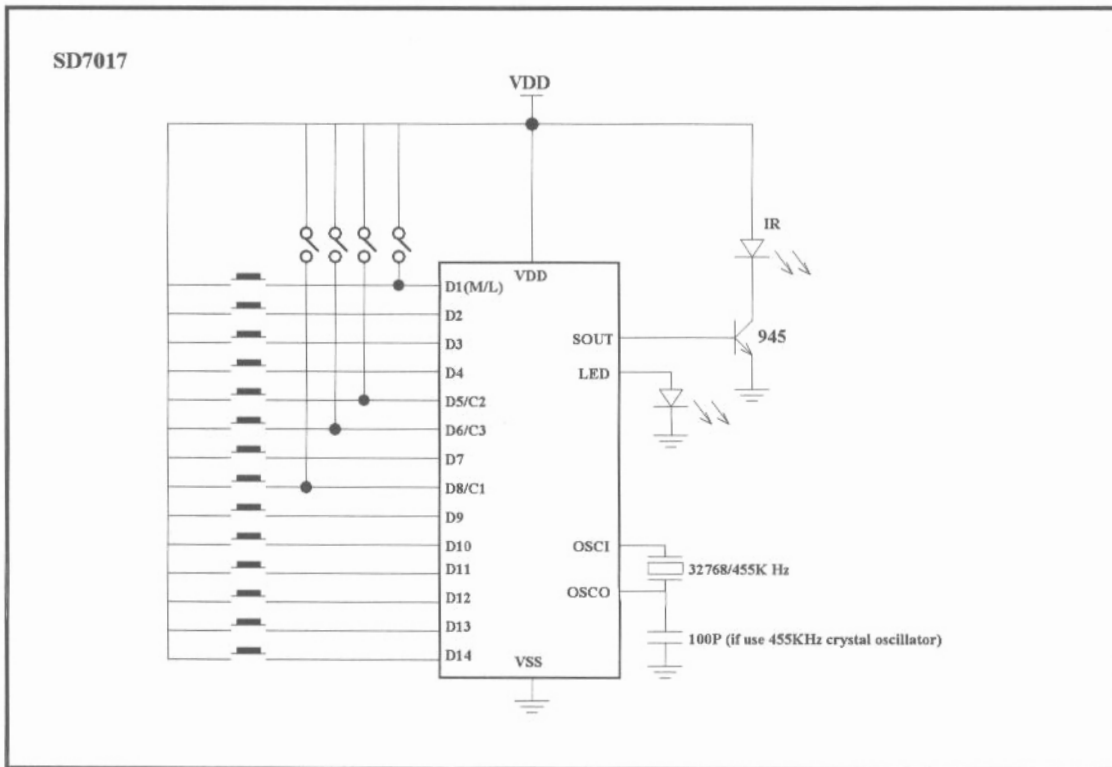 SD7017
VDD
IR
VDD
D1(M/L)
D2
D3
SOUT
945
D4
LED
D5/C2
D6/C3
D7
D8/C1
D9
D10
OSCI
D11
32768/455K Hz
OSCO
D12
D13
100P (if use 455KHz crystal oscillator)
D14
VSS